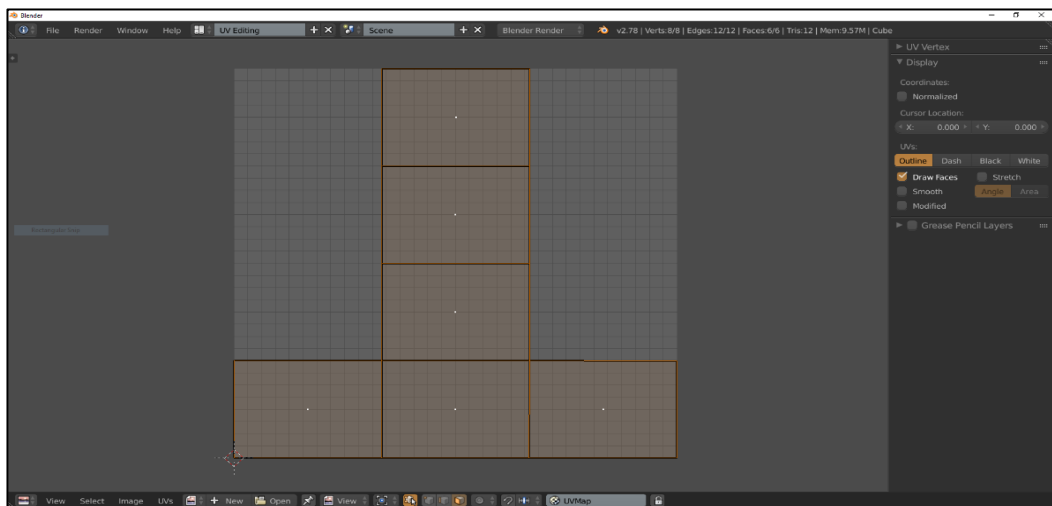 Blender
File Render Window Help UV Editing Scene Blender Render v2.78 | Verts:8/8 | Edges:12/12 | Faces:6/6 | Tris:12 | Mem:9.57M | Cube
UV Vertex
Display
Coordinates:
Normalized
Cursor Location:
X: 0.000 Y: 0.000
UVs:
Outline Dash Black White
Draw Faces Stretch
Smooth Angle Area
Modified
Grease Pencil Layers
View Select Image UVs New Open View UVMap